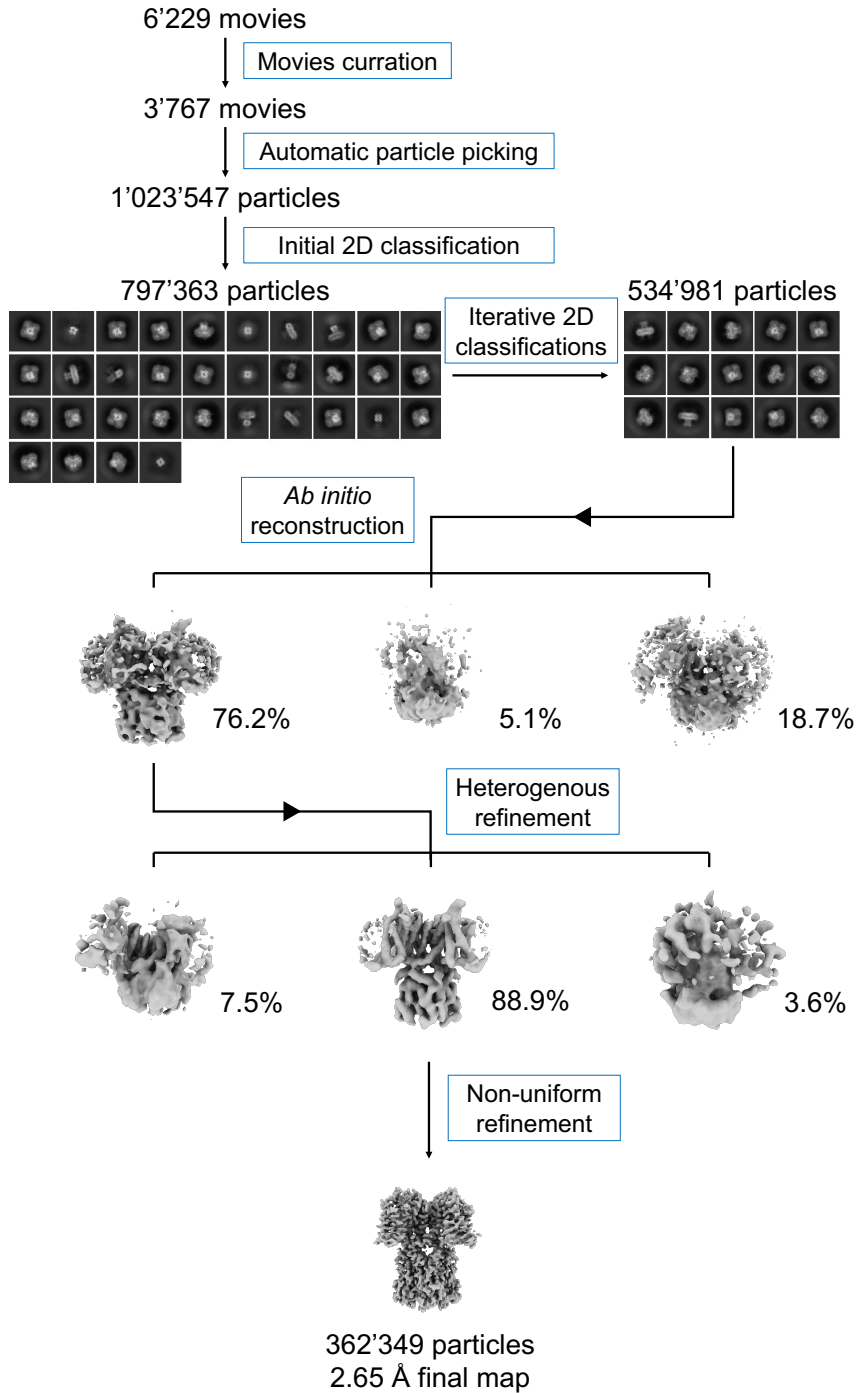 6’229 movies
Movies curration
3’767 movies
Automatic particle picking
1’023’547 particles
Initial 2D classification
797’363 particles
Iterative 2D
classifications
534’981 particles
Ab initio
reconstruction
76.2%
5.1%
18.7%
Heterogenous
refinement
7.5%
88.9%
3.6%
Non-uniform
refinement
362’349 particles
2.65 Å final map